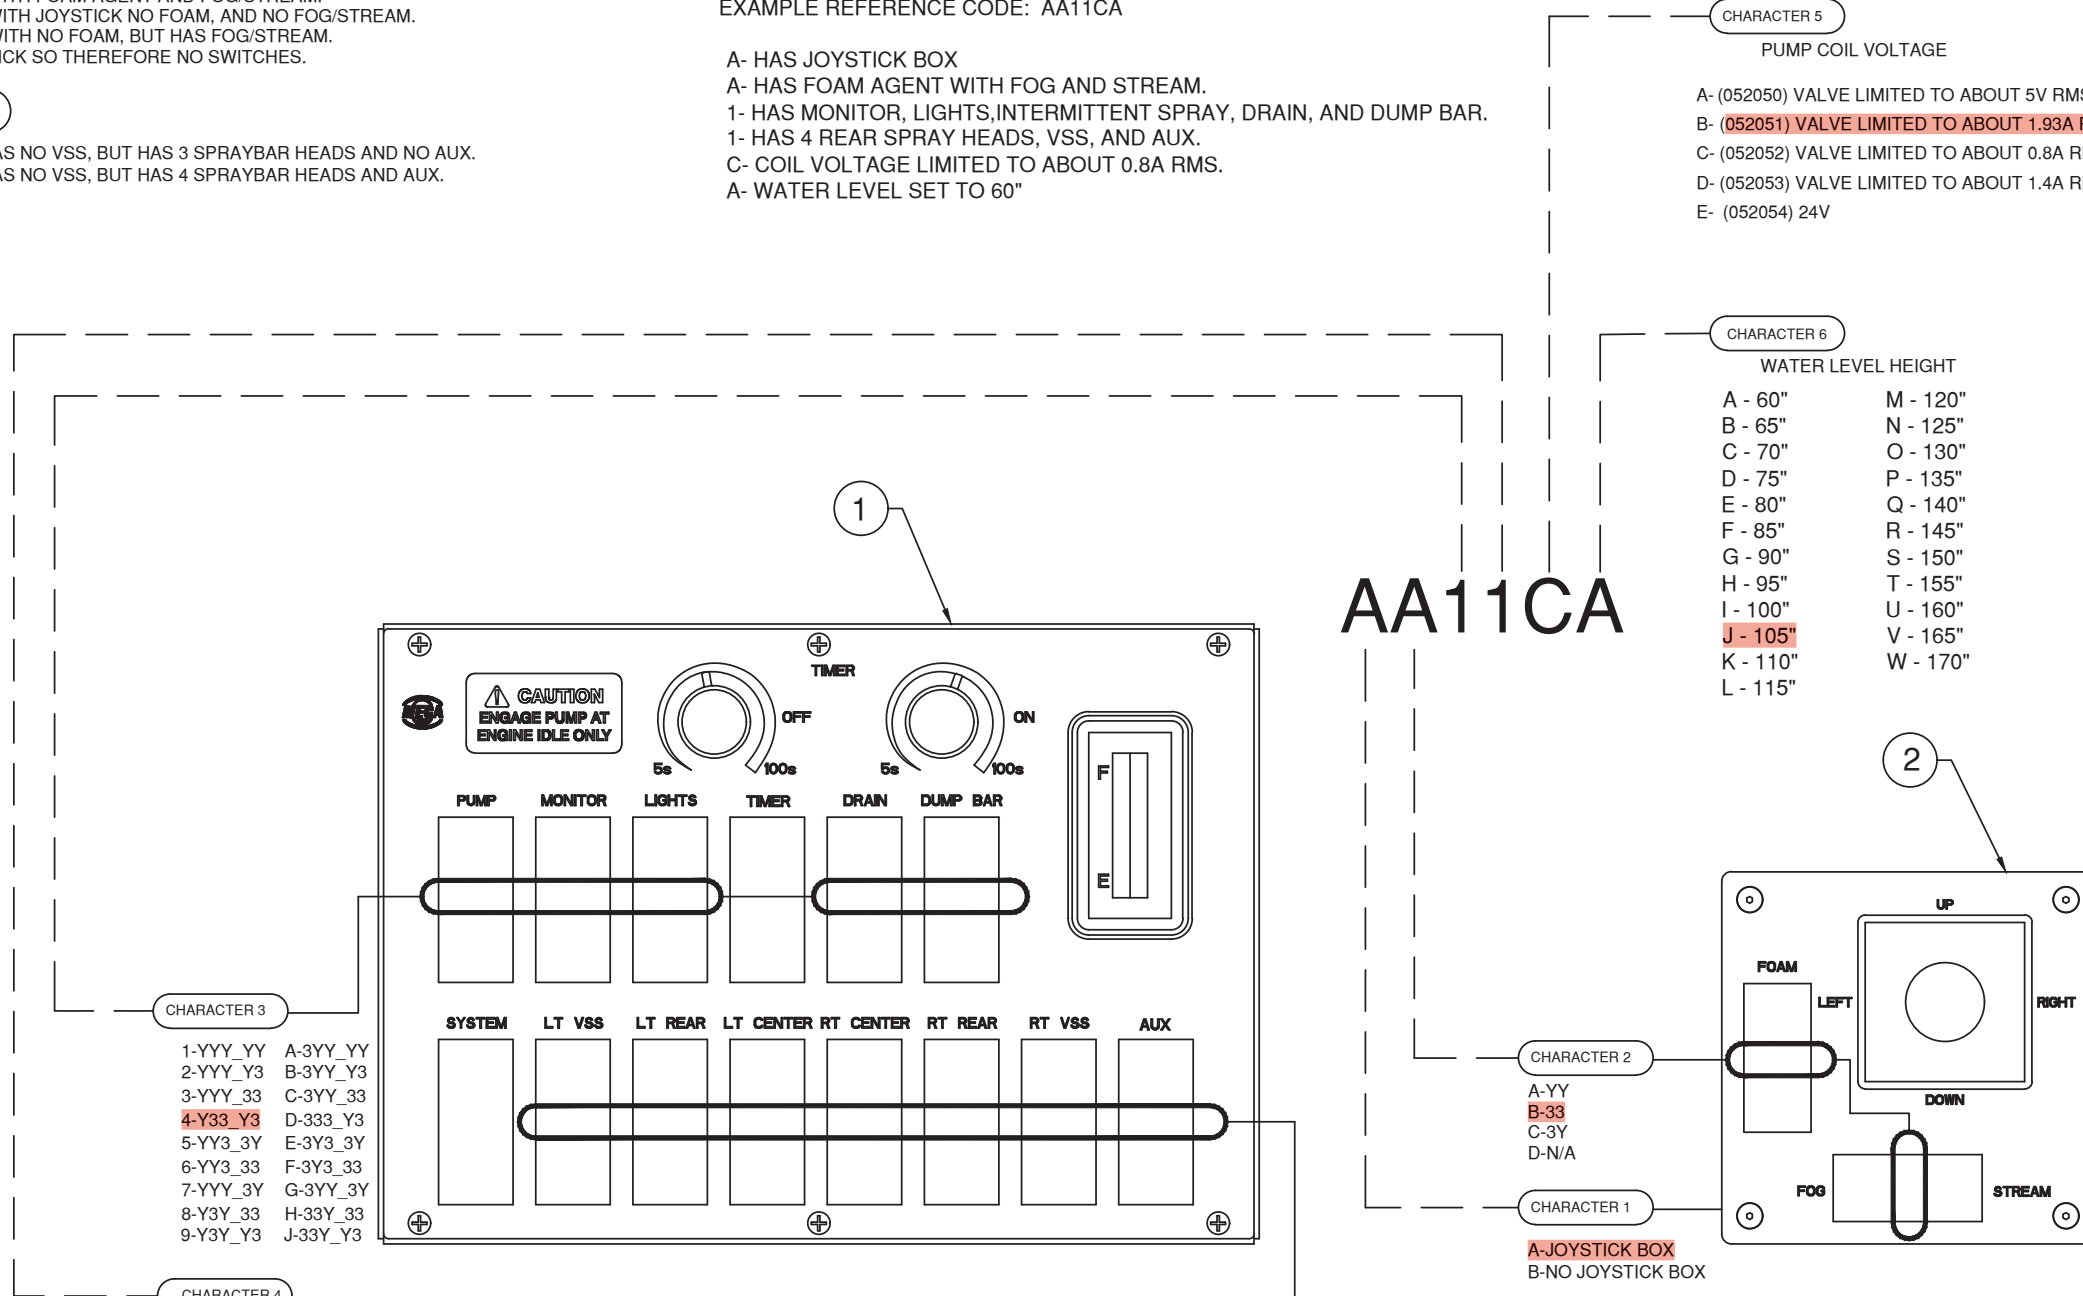 WITH JOYSTICK NO FOAM, AND NO FOG/STREAM.
WITH NO FOAM, BUT HAS FOG/STREAM.
SO THEREFORE NO SWITCHES.
NO VSS, BUT HAS 3 SPRAYBAR HEADS AND NO AUX.
NO VSS, BUT HAS 4 SPRAYBAR HEADS AND AUX.
EXAMPLE REFERENCE CODE: AA11CA
A- HAS JOYSTICK BOX
A- HAS FOAM AGENT WITH FOG AND STREAM.
1- HAS MONITOR, LIGHTS,INTERMITTENT SPRAY, DRAIN, AND DUMP BAR.
1- HAS 4 REAR SPRAY HEADS, VSS, AND AUX.
C- COIL VOLTAGE LIMITED TO ABOUT 0.8A RMS.
A- WATER LEVEL SET TO 60"
CHARACTER 5
PUMP COIL VOLTAGE
A- (052050) VALVE LIMITED TO ABOUT 5V
B- (052051) VALVE LIMITED TO ABOUT 1.93A
C- (052052) VALVE LIMITED TO ABOUT 0.8A
D- (052053) VALVE LIMITED TO ABOUT 1.4A
E- (052054) 24V
CHARACTER 6
WATER LEVEL HEIGHT
A - 60"
B - 65"
C - 70"
D - 75"
E - 80"
F - 85"
G - 90"
H - 95"
I - 100"
J - 105"
K - 110"
L - 115"
M - 120"
N - 125"
O - 130"
P - 135"
Q - 140"
R - 145"
S - 150"
T - 155"
U - 160"
V - 165"
W - 170"
AA11CA
1
TIMER
MEGA
CAUTION
ENGAGE PUMP AT
ENGINE IDLE ONLY
OFF
5s 100s
ON
5s 100s
F
E
PUMP MONITOR LIGHTS TIMER DRAIN DUMP BAR
SYSTEM LT VSS LT REAR LT CENTER RT CENTER RT REAR RT VSS AUX
CHARACTER 3
1-YYY_YY A-3YY_YY
2-YYY_Y3 B-3YY_Y3
3-YYY_33 C-3YY_33
4-Y33_Y3 D-333_Y3
5-YY3_3Y E-3Y3_3Y
6-YY3_33 F-3Y3_33
7-YYY_3Y G-3YY_3Y
8-Y3Y_33 H-33Y_33
9-Y3Y_Y3 J-33Y_Y3
CHARACTER 4
2
UP
FOAM
LEFT
RIGHT
DOWN
FOG
STREAM
CHARACTER 2
A-YY
B-33
C-3Y
D-N/A
CHARACTER 1
A-JOYSTICK BOX
B-NO JOYSTICK BOX